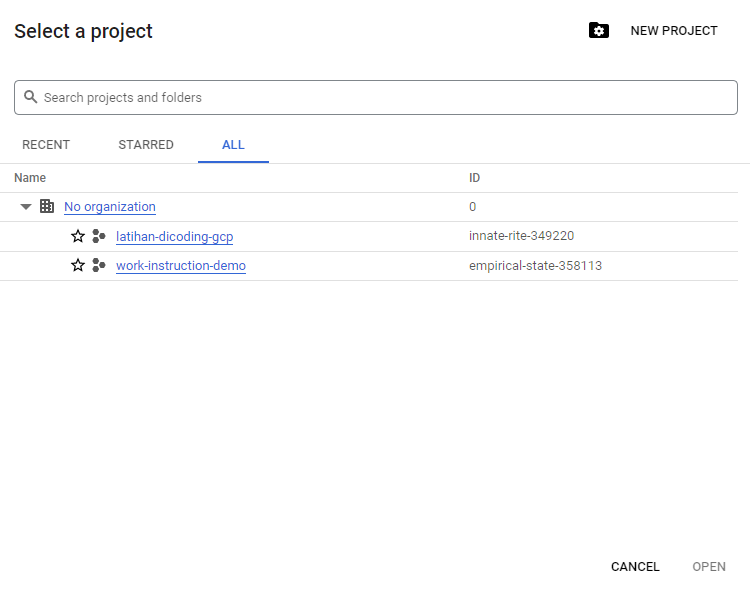 Select a project
NEW PROJECT
Search projects and folders
RECENT STARRED ALL
Name ID
No organization 0
latihan-dicoding-gcp innate-rite-349220
work-instruction-demo empirical-state-358113
CANCEL OPEN